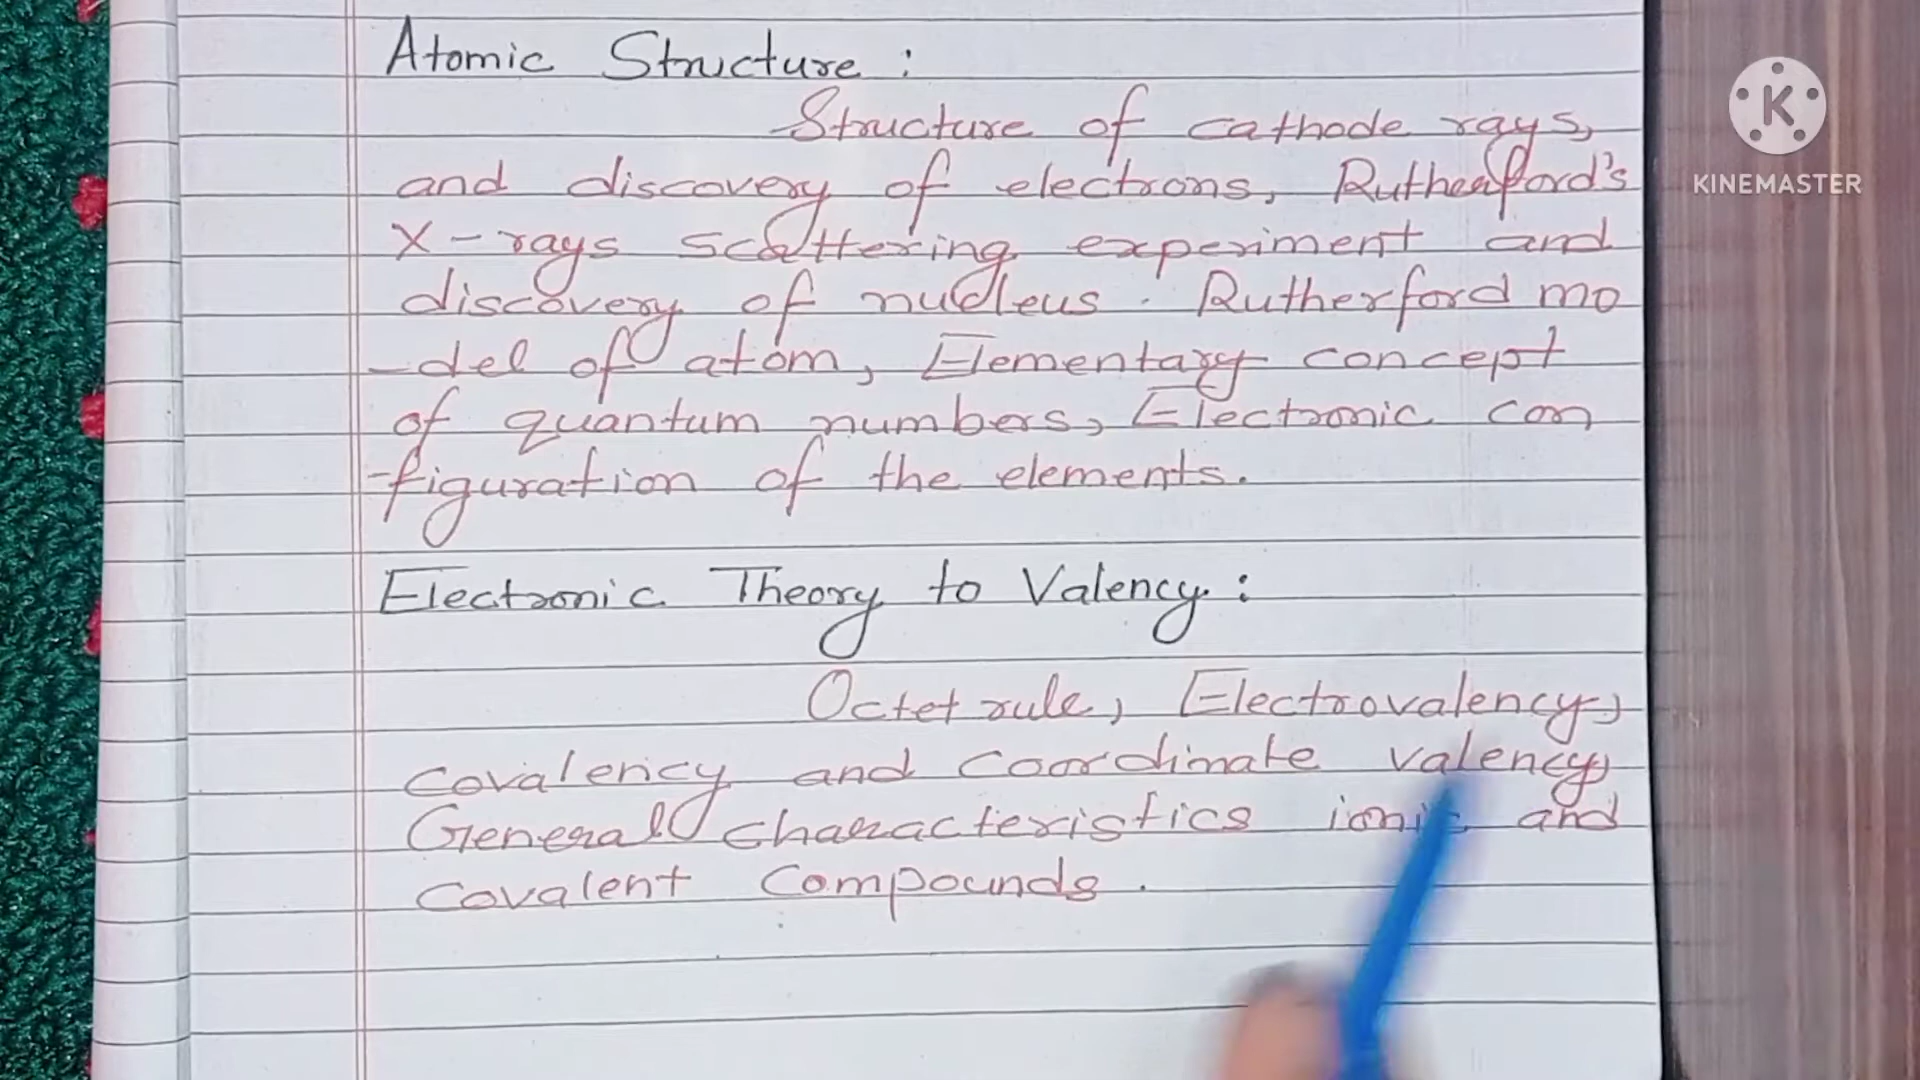 Atomic Structure :
Structure of cathode rays,
and discovery of electrons, Rutherford's
X-rays scattering experiment and
discovery of nucleus. Rutherford mo
-del of atom, Elementary concept
of quantum numbers, Electronic con
-figuration of the elements.
Electronic Theory to Valency :
Octet rule, Electrovalency,
Covalency and Coordinate valency,
General characteristics ionic and
Covalent Compounds.
K
KINEMASTER